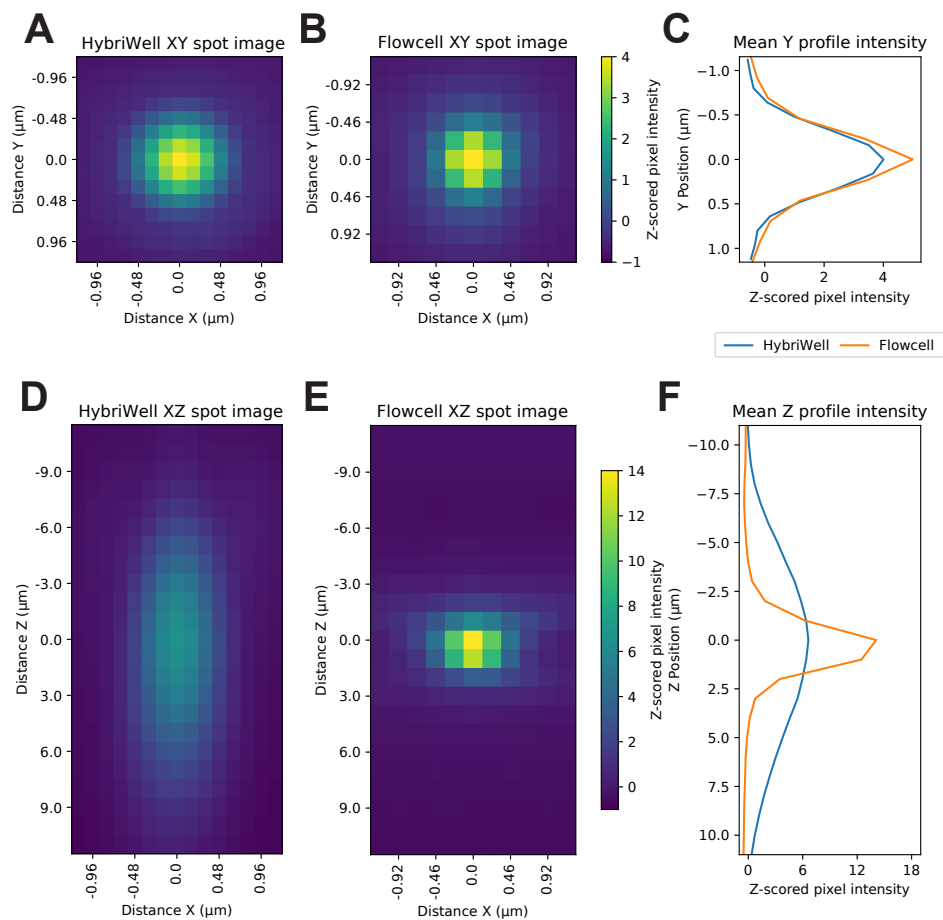 A
HybriWell XY spot image
Distance Y (μm)
-0.96
-0.48
0.0
0.48
0.96
-0.96
-0.48
0.0
0.48
0.96
Distance X (μm)
B
Flowcell XY spot image
Distance Y (μm)
-0.92
-0.46
0.0
0.46
0.92
-0.92
-0.46
0.0
0.46
0.92
Distance X (μm)
4
3
2
1
0
−1
Z-scored pixel intensity
C
Mean Y profile intensity
Y Position (μm)
−1.0
−0.5
0.0
0.5
1.0
0
2
4
Z-scored pixel intensity
HybriWell
Flowcell
D
HybriWell XZ spot image
Distance Z (μm)
-9.0
-6.0
-3.0
0.0
3.0
6.0
9.0
-0.96
-0.48
0.0
0.48
0.96
Distance X (μm)
E
Flowcell XZ spot image
Distance Z (μm)
-9.0
-6.0
-3.0
0.0
3.0
6.0
9.0
-0.92
-0.46
0.0
0.46
0.92
Distance X (μm)
14
12
10
8
6
4
2
0
Z-scored pixel intensity
F
Mean Z profile intensity
Z Position (μm)
−10.0
−7.5
−5.0
−2.5
0.0
2.5
5.0
7.5
10.0
0
6
12
18
Z-scored pixel intensity